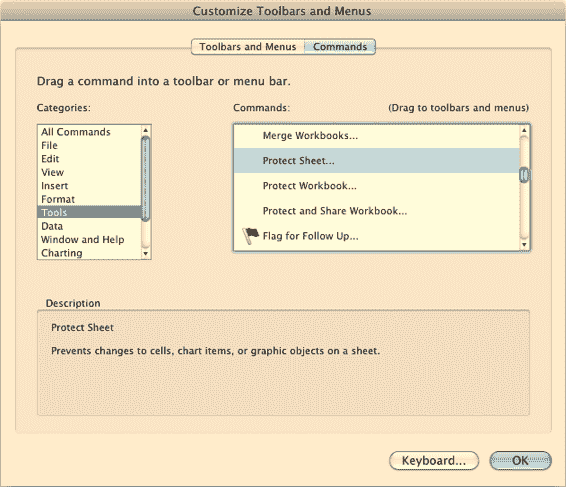 Customize Toolbars and Menus
Toolbars and Menus Commands
Drag a command into a toolbar or menu bar.
Categories: Commands: (Drag to toolbars and menus)
All Commands
File
Edit
View
Insert
Format
Tools
Data
Window and Help
Charting
Merge Workbooks...
Protect Sheet...
Protect Workbook...
Protect and Share Workbook...
Flag for Follow Up...
Description
Protect Sheet
Prevents changes to cells, chart items, or graphic objects on a sheet.
Keyboard... OK